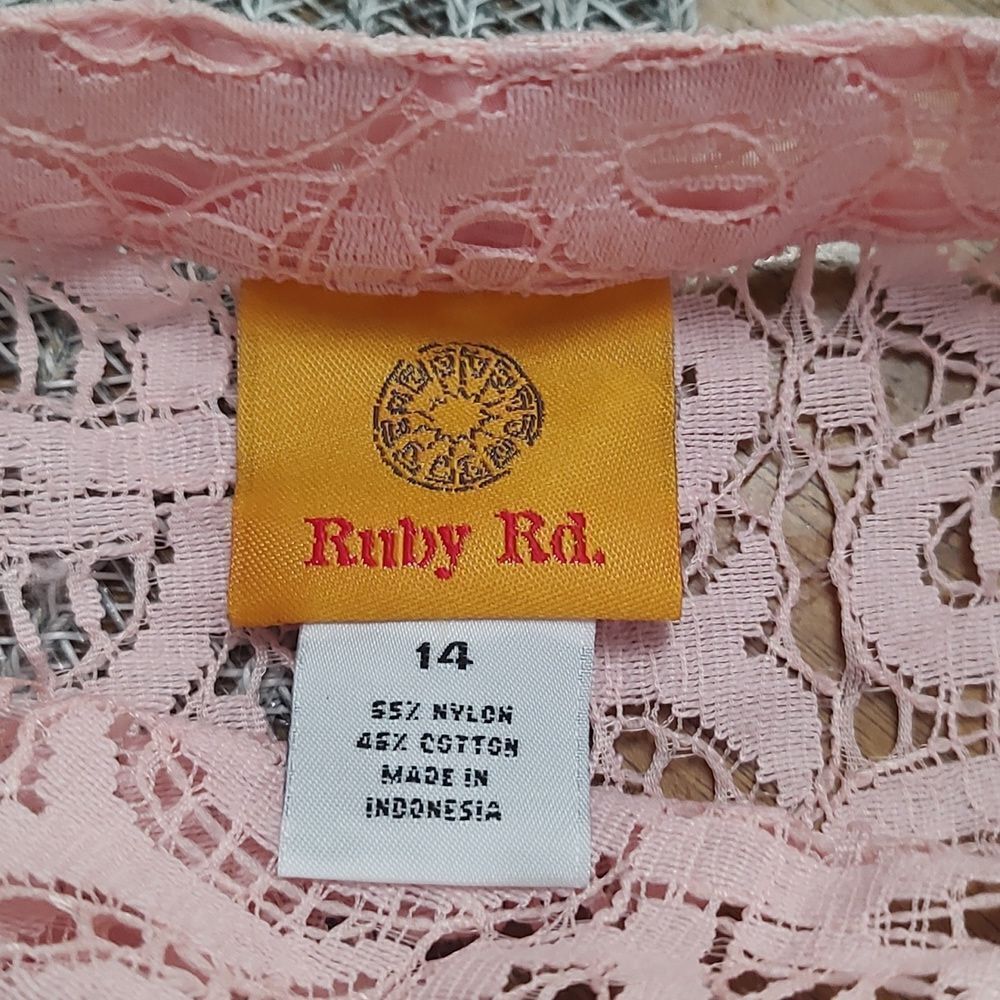 Ruby Rd.
14
55% NYLON
45% COTTON
MADE IN
INDONESIA